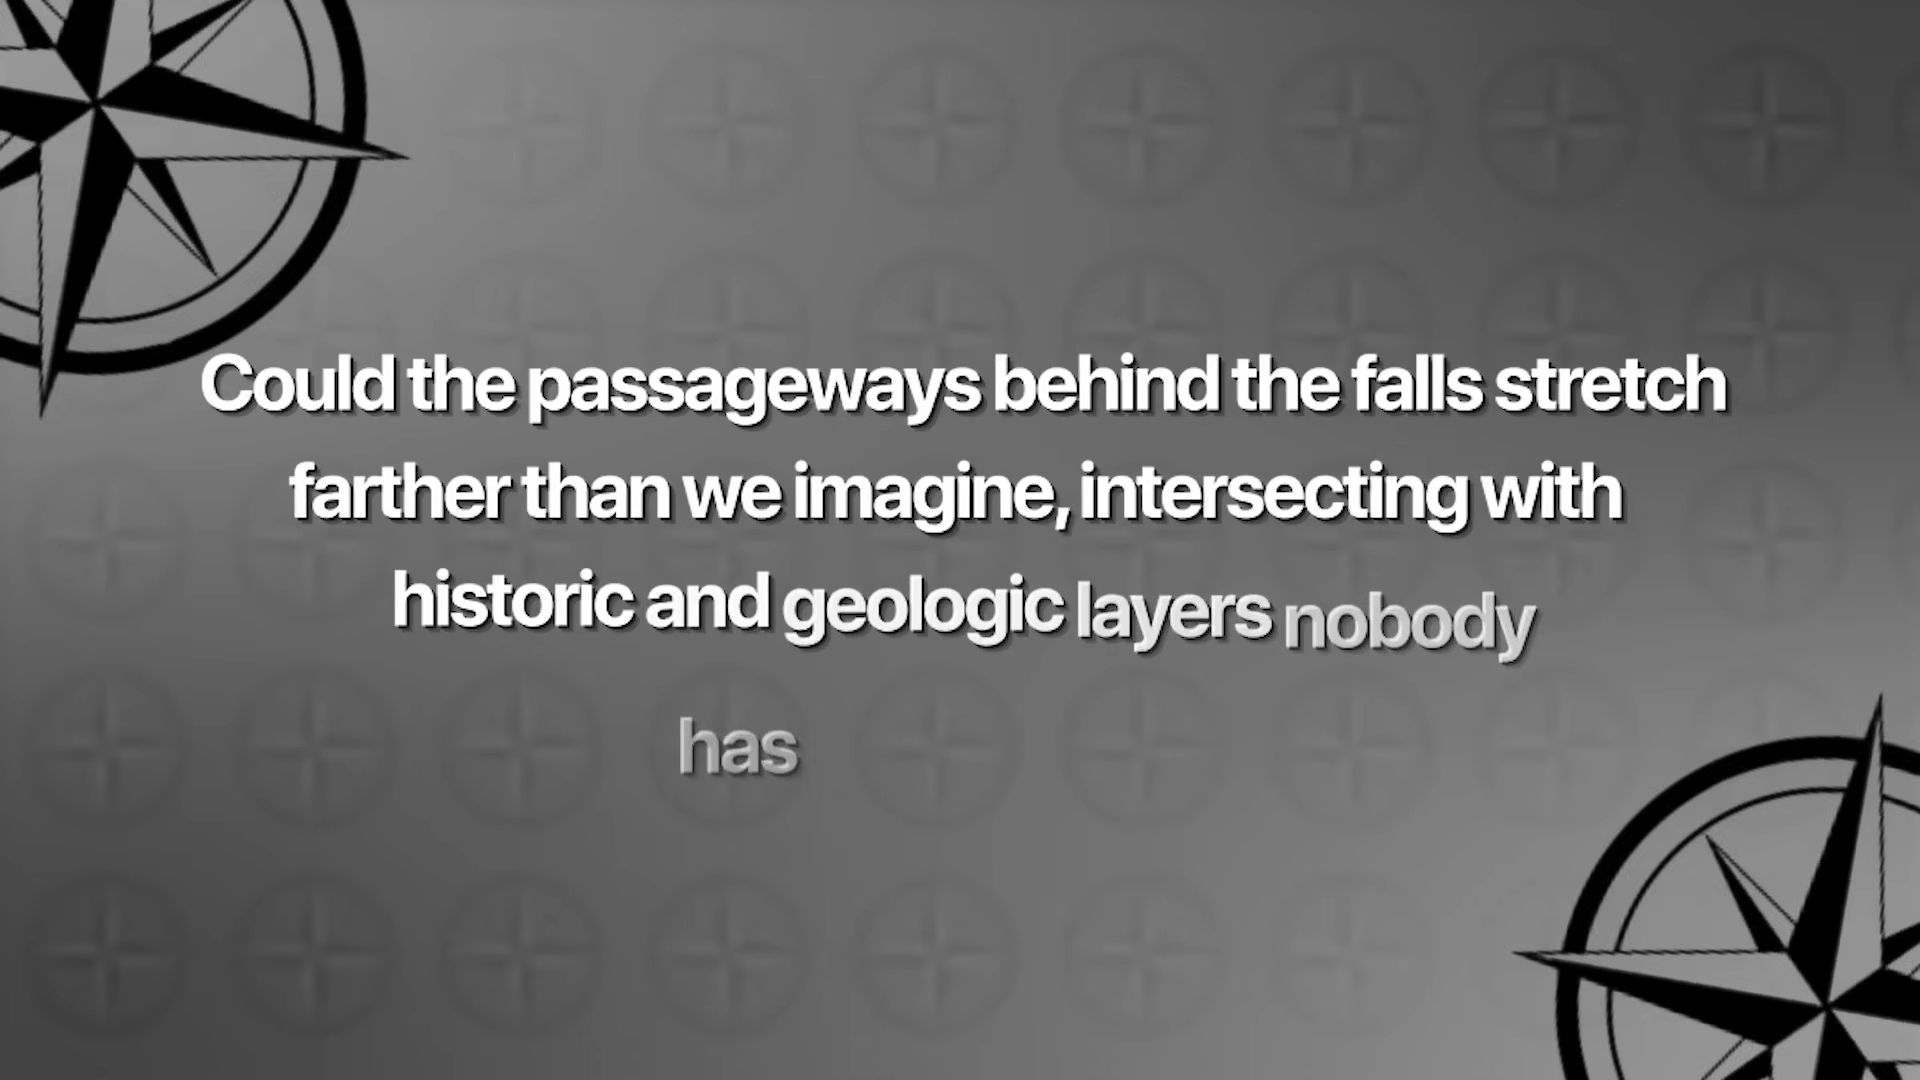 Could the passageways behind the falls stretch
farther than we imagine, intersecting with
historic and geologic layers nobody
has